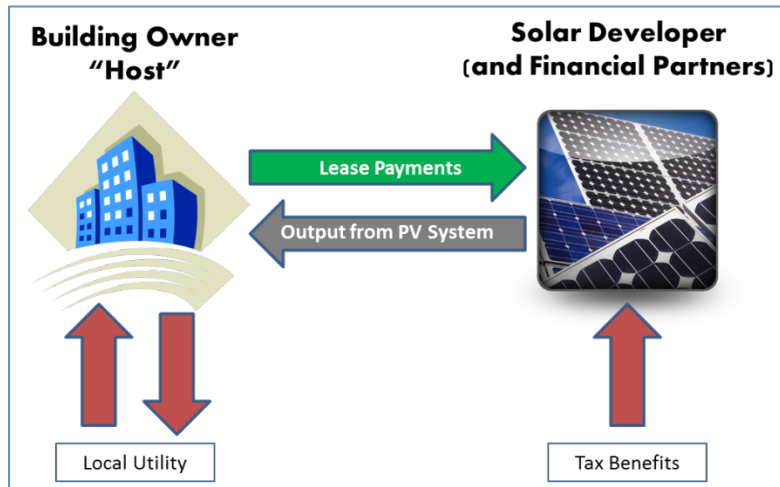 Building Owner
“Host”
Solar Developer
(and Financial Partners)
Lease Payments
Output from PV System
Local Utility
Tax Benefits